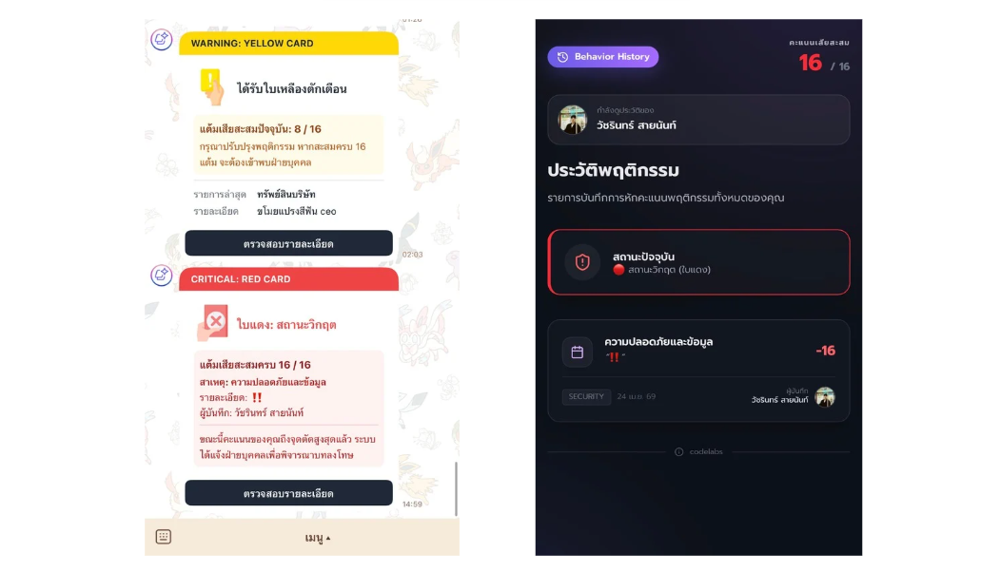 01:26
WARNING: YELLOW CARD
ได้รับใบเหลืองตักเตือน
แต้มเสียสะสมปัจจุบัน: 8 / 16
กรุณาปรับปรุงพฤติกรรม หากสะสมครบ 16
แต้ม จะต้องเข้าพบฝ่ายบุคคล
รายการล่าสุด ทรัพย์สินบริษัท
รายละเอียด ขโมยแปรงสีฟัน ceo
ตรวจสอบรายละเอียด
02:03
CRITICAL: RED CARD
ใบแดง: สถานะวิกฤต
แต้มเสียสะสมครบ 16 / 16
สาเหตุ: ความปลอดภัยและข้อมูล
รายละเอียด: ‼️
ผู้บันทึก: วัชรินทร์ สายนันท์
ขณะนี้คะแนนของคุณถึงจุดตัดสูงสุดแล้ว ระบบ
ได้แจ้งฝ่ายบุคคลเพื่อพิจารณาบทลงโทษ
ตรวจสอบรายละเอียด
14:59
เมนู ▴
Behavior History
คะแนนเสียสะสม
16 / 16
กำลังดูประวัติของ
วัชรินทร์ สายนันท์
ประวัติพฤติกรรม
รายการบันทึกการหักคะแนนพฤติกรรมทั้งหมดของคุณ
สถานะปัจจุบัน
🔴 สถานะวิกฤต (ใบแดง)
ความปลอดภัยและข้อมูล
"‼️"
-16
SECURITY 24 เม.ย. 69
ผู้บันทึก
วัชรินทร์ สายนันท์
codelabs